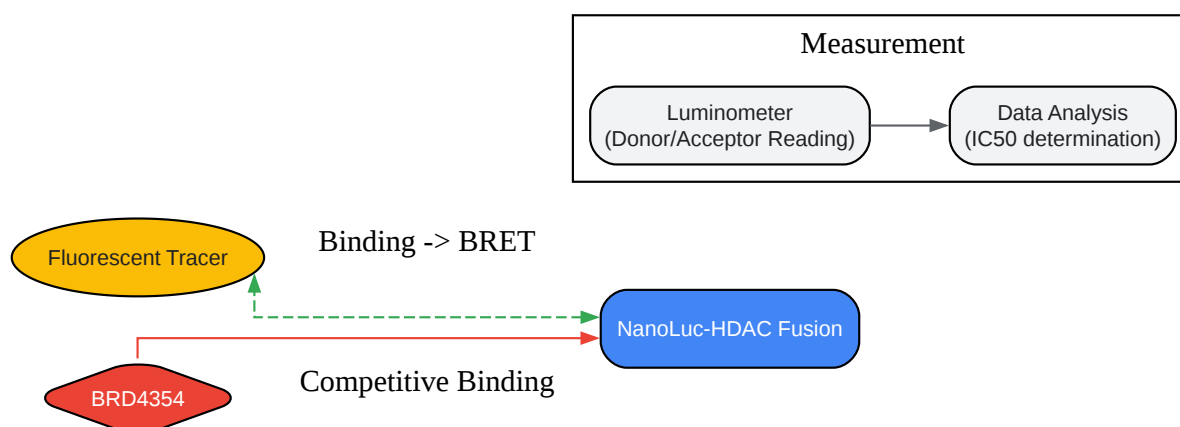 Measurement
Luminometer
(Donor/Acceptor Reading)
Data Analysis
(IC50 determination)
Fluorescent Tracer
Binding -> BRET
NanoLuc-HDAC Fusion
Competitive Binding
BRD4354